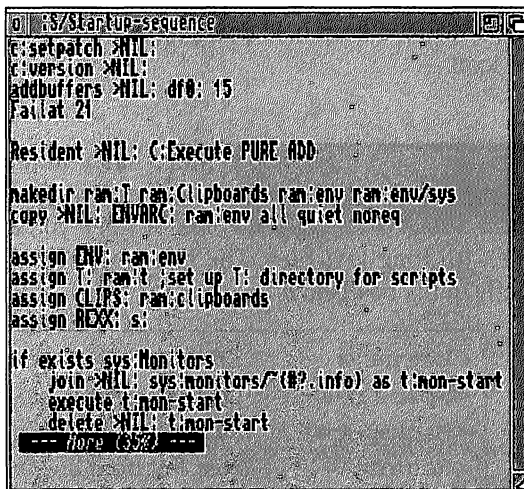 :S/Startup-sequence
c:setpatch >NIL:
c:version >NIL:
addbuffers >NIL: df0: 15
Failat 21
Resident >NIL: C:Execute PURE ADD
makedir ram:T ram:Clipboards ram:env ram:env/sys
copy >NIL: ENVARC: ram:env all quiet noreq
assign ENV: ram:env
assign T: ram:t ;set up T: directory for scripts
assign CLIPS: ram:clipboards
assign REXX: s:
if exists sys:Monitors
join >NIL: sys:monitors/~(#?.info) as t:mon-start
execute t:mon-start
delete >NIL: t:mon-start
--- More (35%) ---